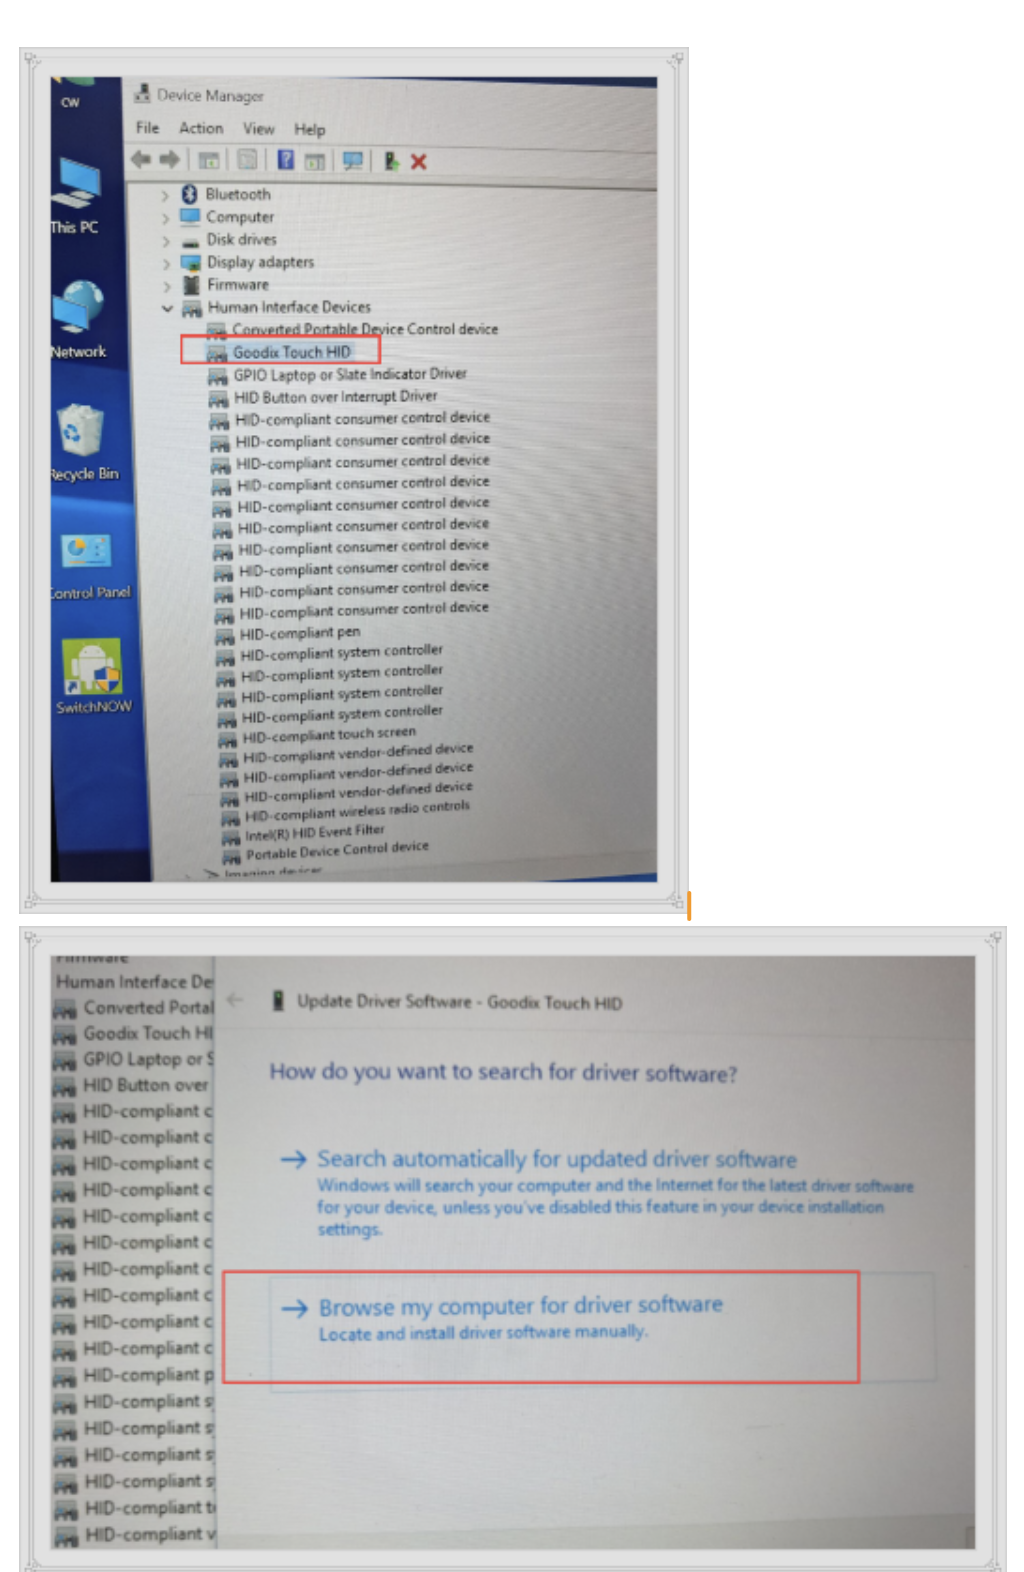 CW
This PC
Network
Recycle Bin
Control Panel
SwitchNOW
Device Manager
File Action View Help
Bluetooth
Computer
Disk drives
Display adapters
Firmware
Human Interface Devices
Converted Portable Device Control device
Goodix Touch HID
GPIO Laptop or Slate Indicator Driver
HID Button over Interrupt Driver
HID-compliant consumer control device
HID-compliant consumer control device
HID-compliant consumer control device
HID-compliant consumer control device
HID-compliant consumer control device
HID-compliant consumer control device
HID-compliant consumer control device
HID-compliant consumer control device
HID-compliant consumer control device
HID-compliant consumer control device
HID-compliant pen
HID-compliant system controller
HID-compliant system controller
HID-compliant system controller
HID-compliant system controller
HID-compliant touch screen
HID-compliant vendor-defined device
HID-compliant vendor-defined device
HID-compliant vendor-defined device
HID-compliant wireless radio controls
Intel(R) HID Event Filter
Portable Device Control device
Imaging devices
Firmware
Human Interface De
Converted Portal
Goodix Touch HI
GPIO Laptop or S
HID Button over
HID-compliant c
HID-compliant c
HID-compliant c
HID-compliant c
HID-compliant c
HID-compliant c
HID-compliant c
HID-compliant c
HID-compliant c
HID-compliant c
HID-compliant p
HID-compliant s
HID-compliant s
HID-compliant s
HID-compliant s
HID-compliant t
HID-compliant v
Update Driver Software - Goodix Touch HID
How do you want to search for driver software?
Search automatically for updated driver software
Windows will search your computer and the Internet for the latest driver software
for your device, unless you've disabled this feature in your device installation
settings.
Browse my computer for driver software
Locate and install driver software manually.